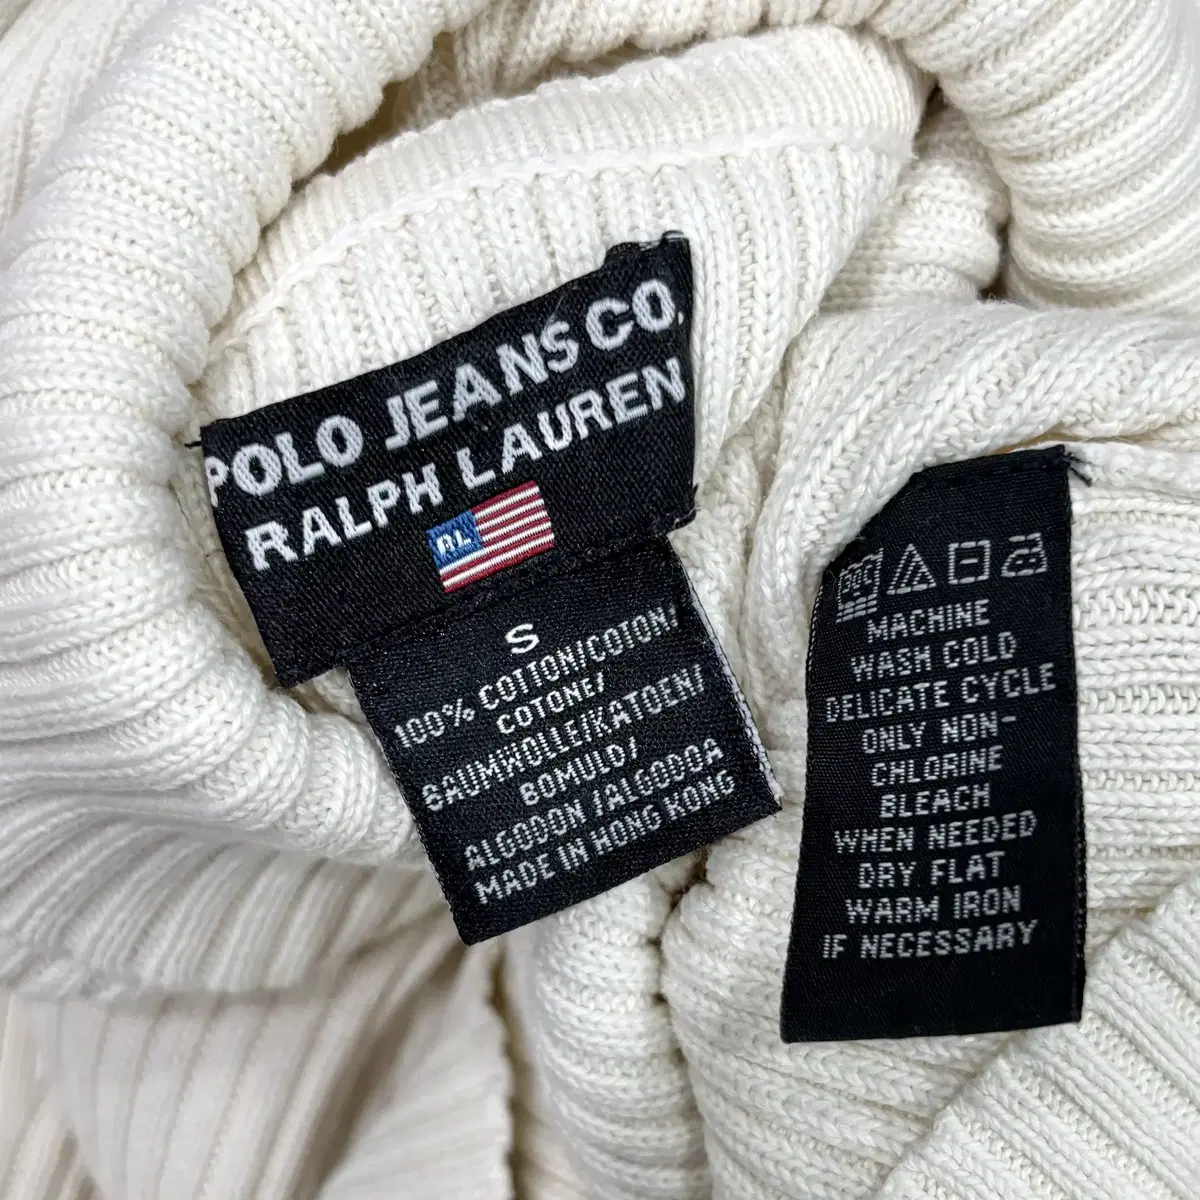 POLO JEANS CO.
RALPH LAUREN
RL
S
100% COTTON/COTON/
COTONE/
BAUMWOLLE/KATOEN/
BOMULD/
ALGODON /ALGODOA
MADE IN HONG KONG
30C
MACHINE
WASH COLD
DELICATE CYCLE
ONLY NON-
CHLORINE
BLEACH
WHEN NEEDED
DRY FLAT
WARM IRON
IF NECESSARY